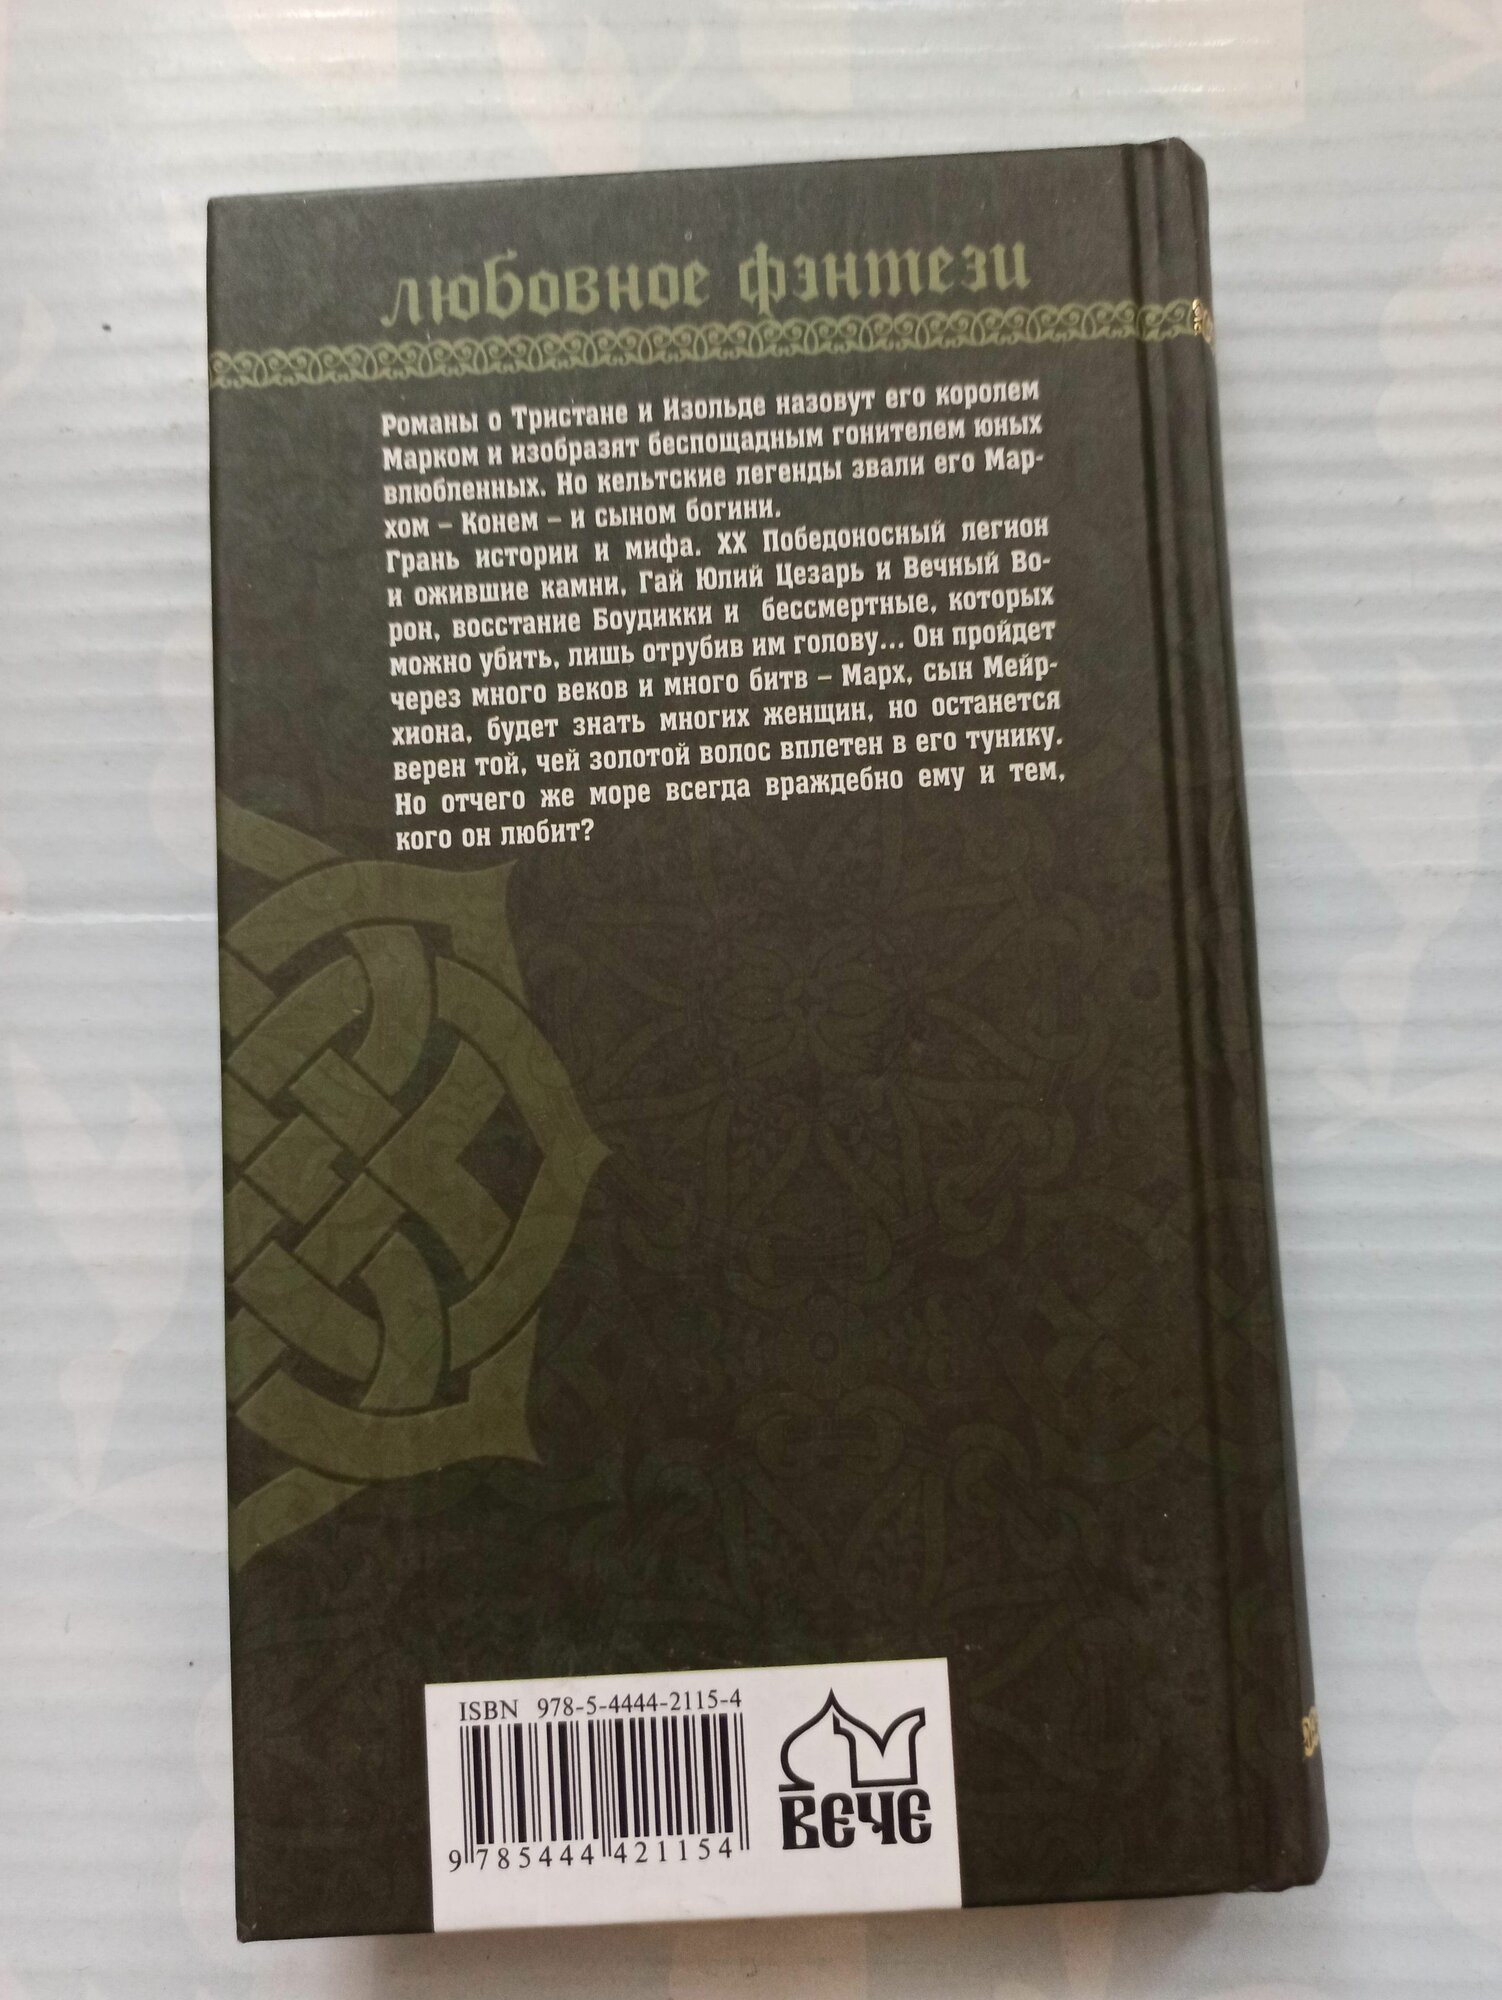 любовное фэнтези
Романы о Тристане и Изольде назовут его королем
Марком и изобразят беспощадным гонителем юных
влюбленных. Но кельтские легенды звали его Мар-
хом – Конем – и сыном богини.
Грань истории и мифа. XX Победоносный легион
и ожившие камни, Гай Юлий Цезарь и Вечный Во-
рон, восстание Боудикки и бессмертные, которых
можно убить, лишь отрубив им голову... Он пройдет
через много веков и много битв – Марх, сын Мейр-
хиона, будет знать многих женщин, но останется
верен той, чей золотой волос вплетен в его тунику.
Но отчего же море всегда враждебно ему и тем,
кого он любит?
ISBN 978-5-4444-2115-4
9 785444 421154
ВЕЧЕ